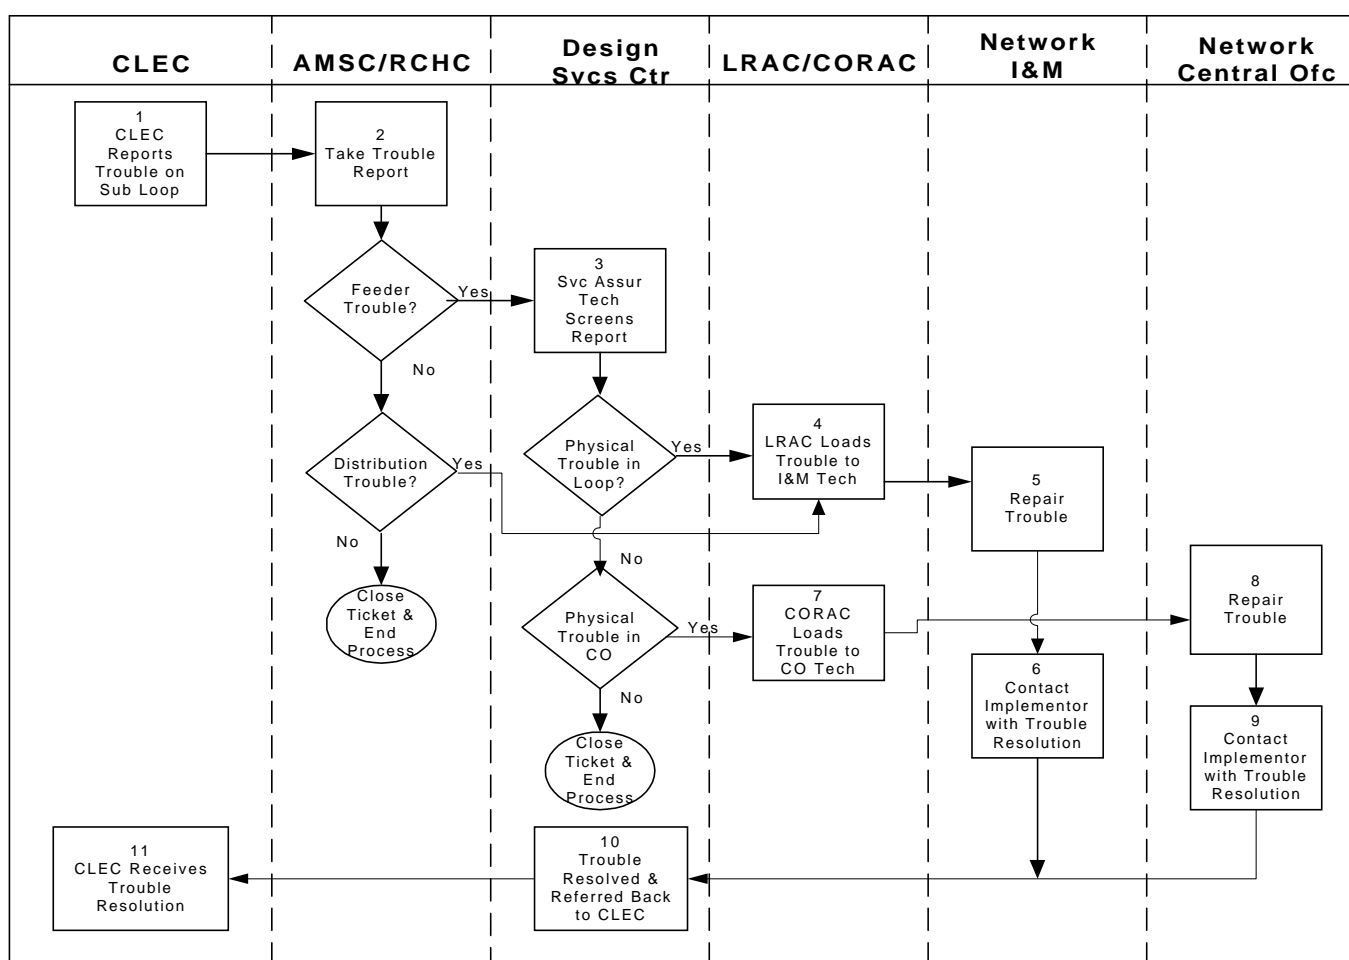 CLEC
AMSC/RCHC
Design
Svcs Ctr
LRAC/CORAC
Network
I&M
Network
Central Ofc
1
CLEC
Reports
Trouble on
Sub Loop
2
Take Trouble
Report
Feeder
Trouble?
Yes
No
3
Svc Assur
Tech
Screens
Report
Distribution
Trouble?
Yes
No
Physical
Trouble in
Loop?
Yes
No
4
LRAC Loads
Trouble to
I&M Tech
5
Repair
Trouble
Close
Ticket &
End
Process
Physical
Trouble in
CO
Yes
No
7
CORAC
Loads
Trouble to
CO Tech
8
Repair
Trouble
6
Contact
Implementor
with Trouble
Resolution
9
Contact
Implementor
with Trouble
Resolution
Close
Ticket &
End
Process
11
CLEC Receives
Trouble
Resolution
10
Trouble
Resolved &
Referred Back
to CLEC